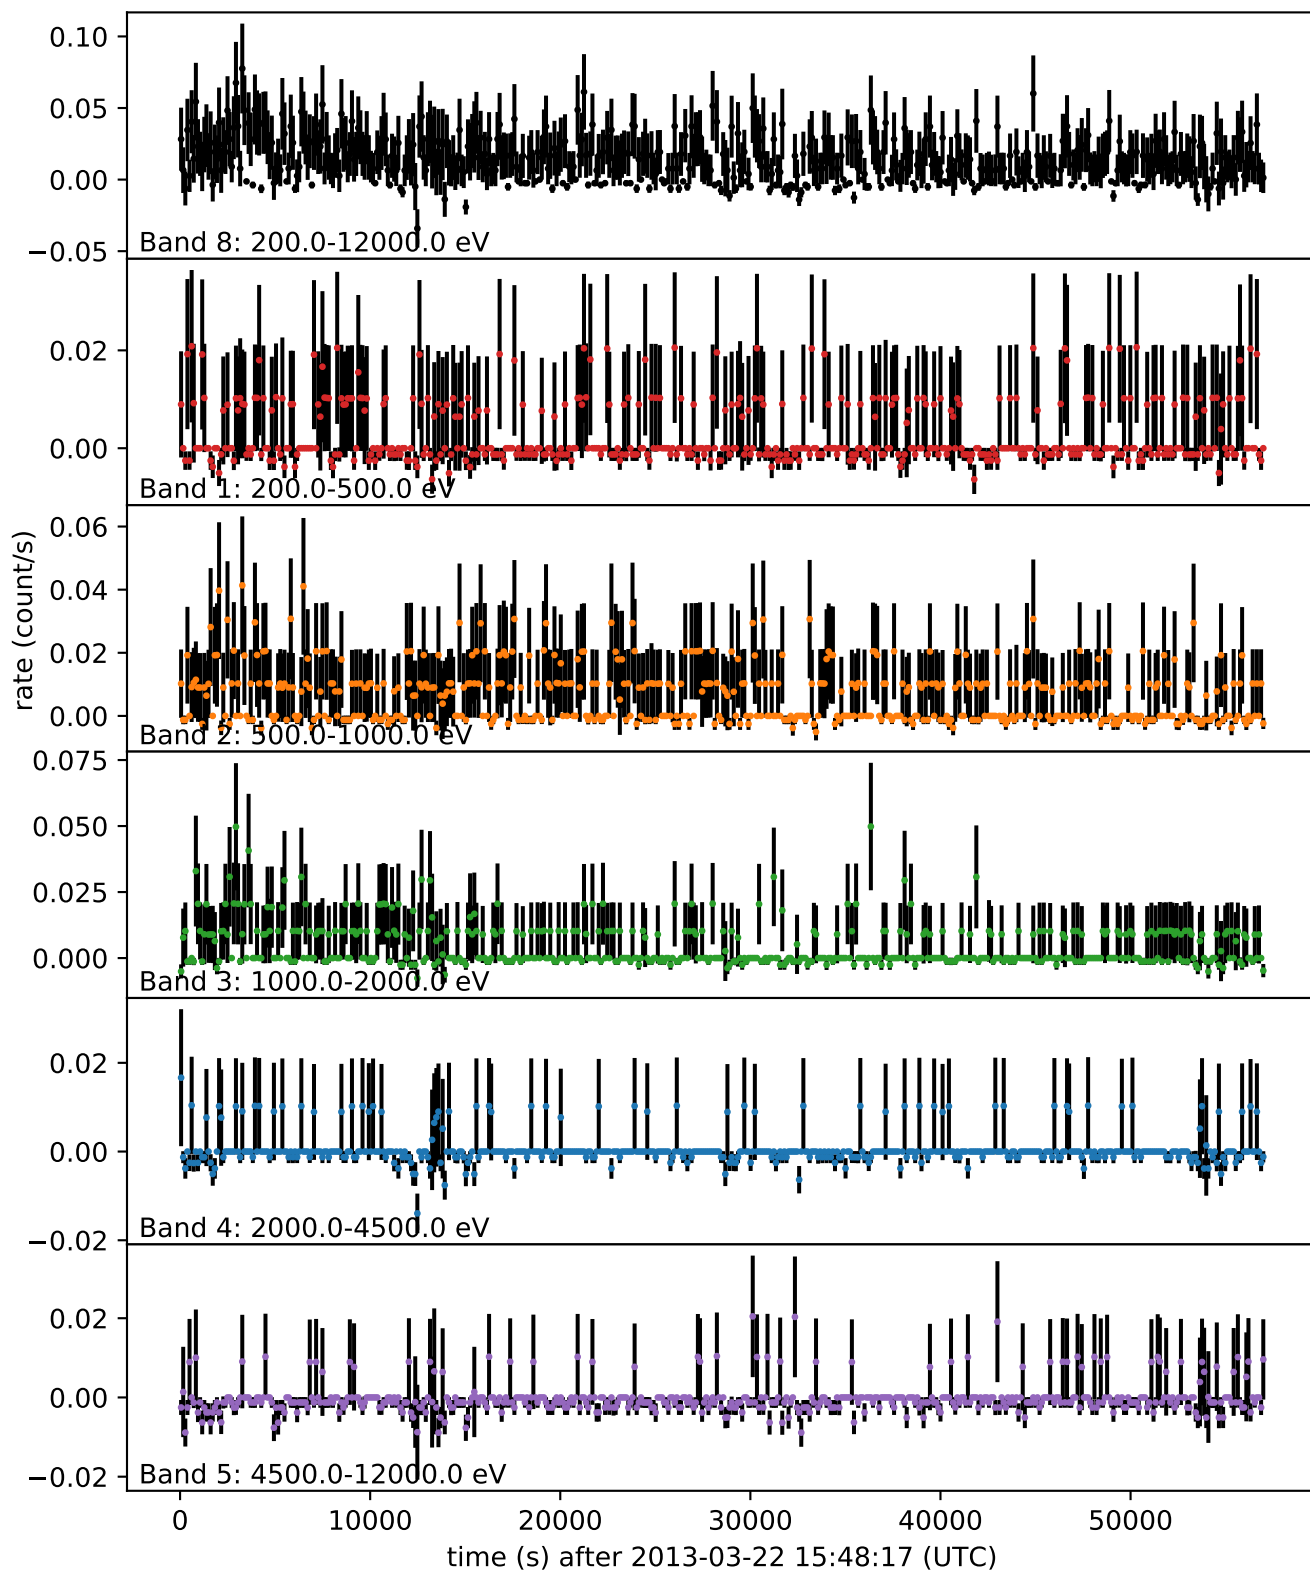 0.10
0.05
0.00
−0.05
Band 8: 200.0-12000.0 eV
0.02
0.00
Band 1: 200.0-500.0 eV
0.06
0.04
0.02
0.00
Band 2: 500.0-1000.0 eV
rate (count/s)
0.075
0.050
0.025
0.000
Band 3: 1000.0-2000.0 eV
0.02
0.00
−0.02
Band 4: 2000.0-4500.0 eV
0.02
0.00
−0.02
Band 5: 4500.0-12000.0 eV
0 10000 20000 30000 40000 50000
time (s) after 2013-03-22 15:48:17 (UTC)